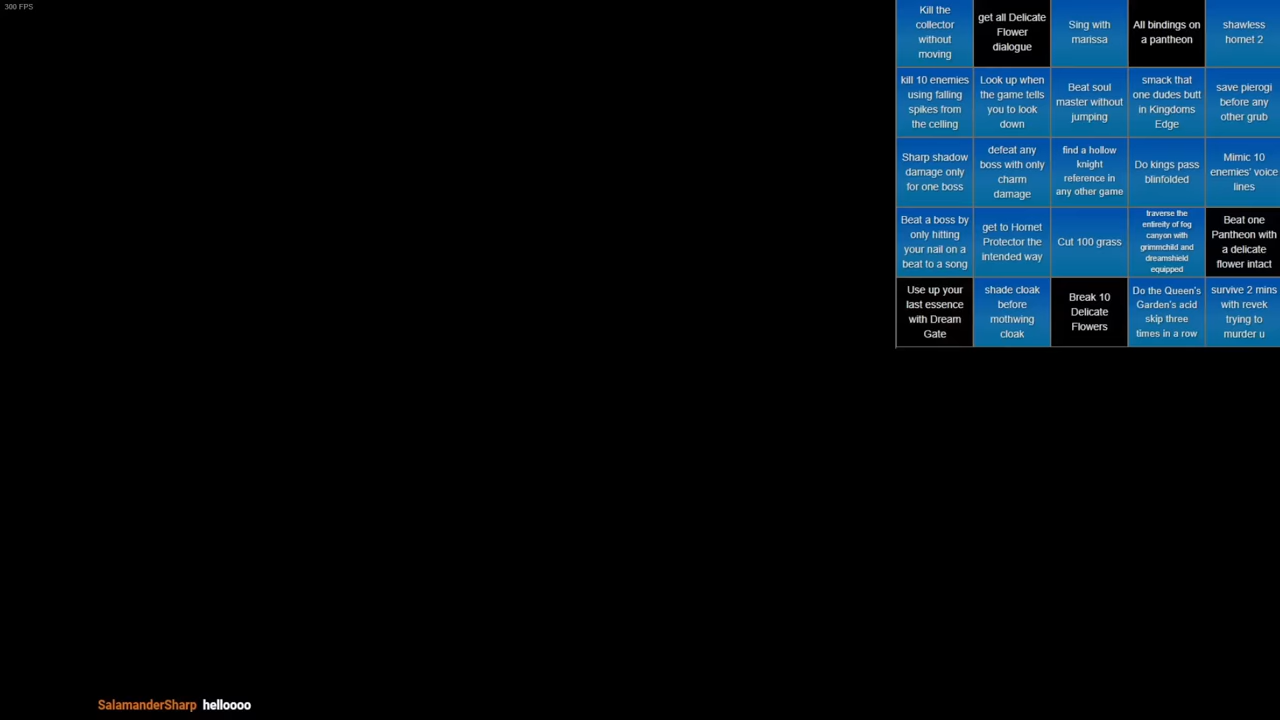 300 FPS
Kill the
collector
without
moving
get all Delicate
Flower
dialogue
Sing with
marissa
All bindings on
a pantheon
shawless
hornet 2
kill 10 enemies
using falling
spikes from
the celling
Look up when
the game tells
you to look
down
Beat soul
master without
jumping
smack that
one dudes butt
in Kingdoms
Edge
save pierogi
before any
other grub
Sharp shadow
damage only
for one boss
defeat any
boss with only
charm
damage
find a hollow
knight
reference in
any other game
Do kings pass
blinfolded
Mimic 10
enemies' voice
lines
Beat a boss by
only hitting
your nail on a
beat to a song
get to Hornet
Protector the
intended way
Cut 100 grass
traverse the
entireity of fog
canyon with
grimmchild and
dreamshield
equipped
Beat one
Pantheon with
a delicate
flower intact
Use up your
last essence
with Dream
Gate
shade cloak
before
mothwing
cloak
Break 10
Delicate
Flowers
Do the Queen's
Garden's acid
skip three
times in a row
survive 2 mins
with revek
trying to
murder u
SalamanderSharp helloooo